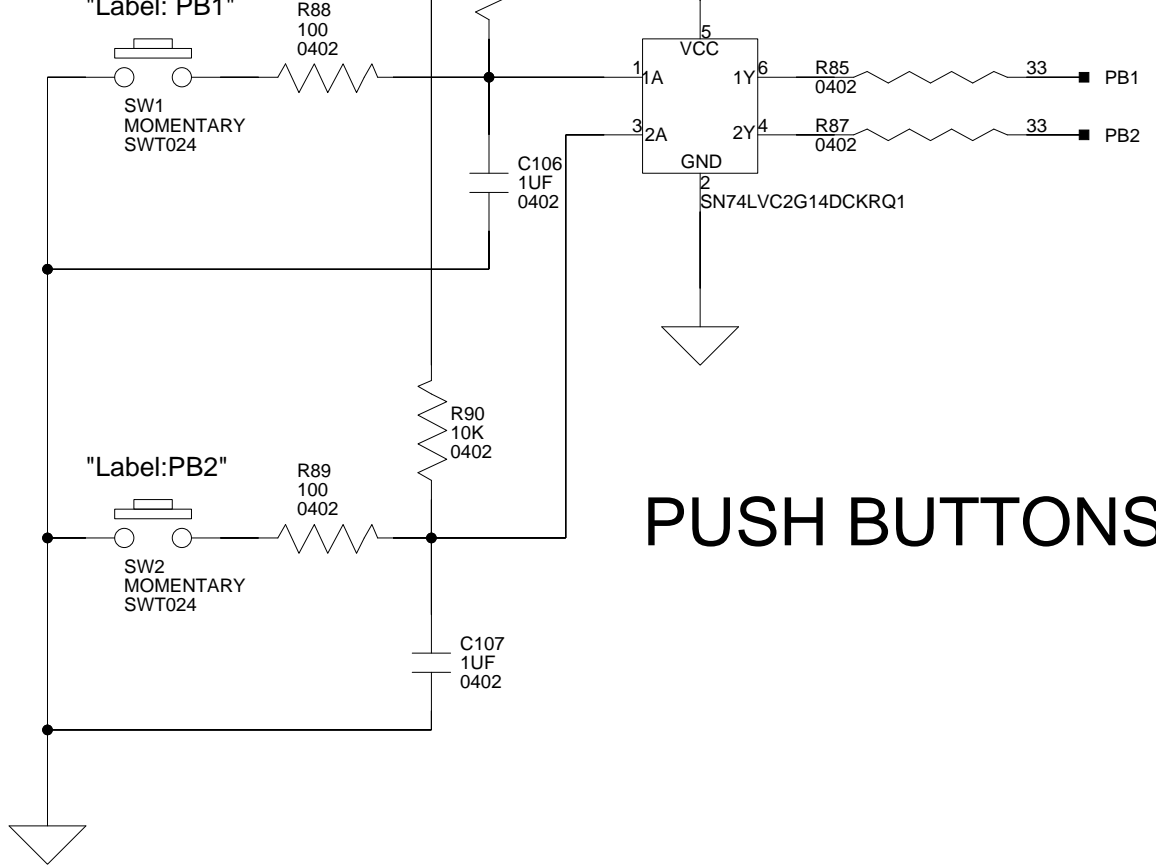 "Label: PB1"
R88
100
0402
SW1
MOMENTARY
SWT024
C106
1UF
0402
5
VCC
1
1A
1Y
6
3
2A
2Y
4
GND
2
SN74LVC2G14DCKRQ1
R85
0402
33
PB1
R87
0402
33
PB2
R90
10K
0402
"Label:PB2"
R89
100
0402
SW2
MOMENTARY
SWT024
C107
1UF
0402
PUSH BUTTONS